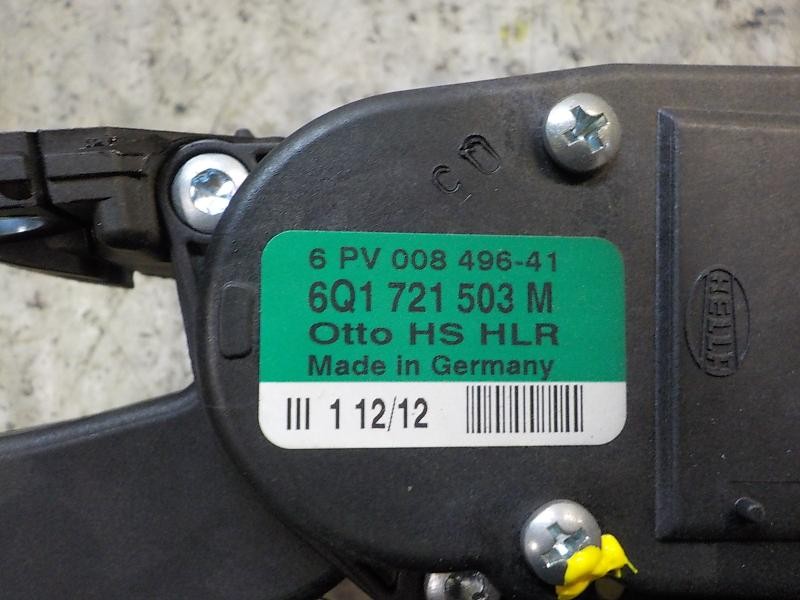 6 PV 008 496-41
6Q1 721 503 M
Otto HS HLR
Made in Germany
III 1 12/12
HELLA